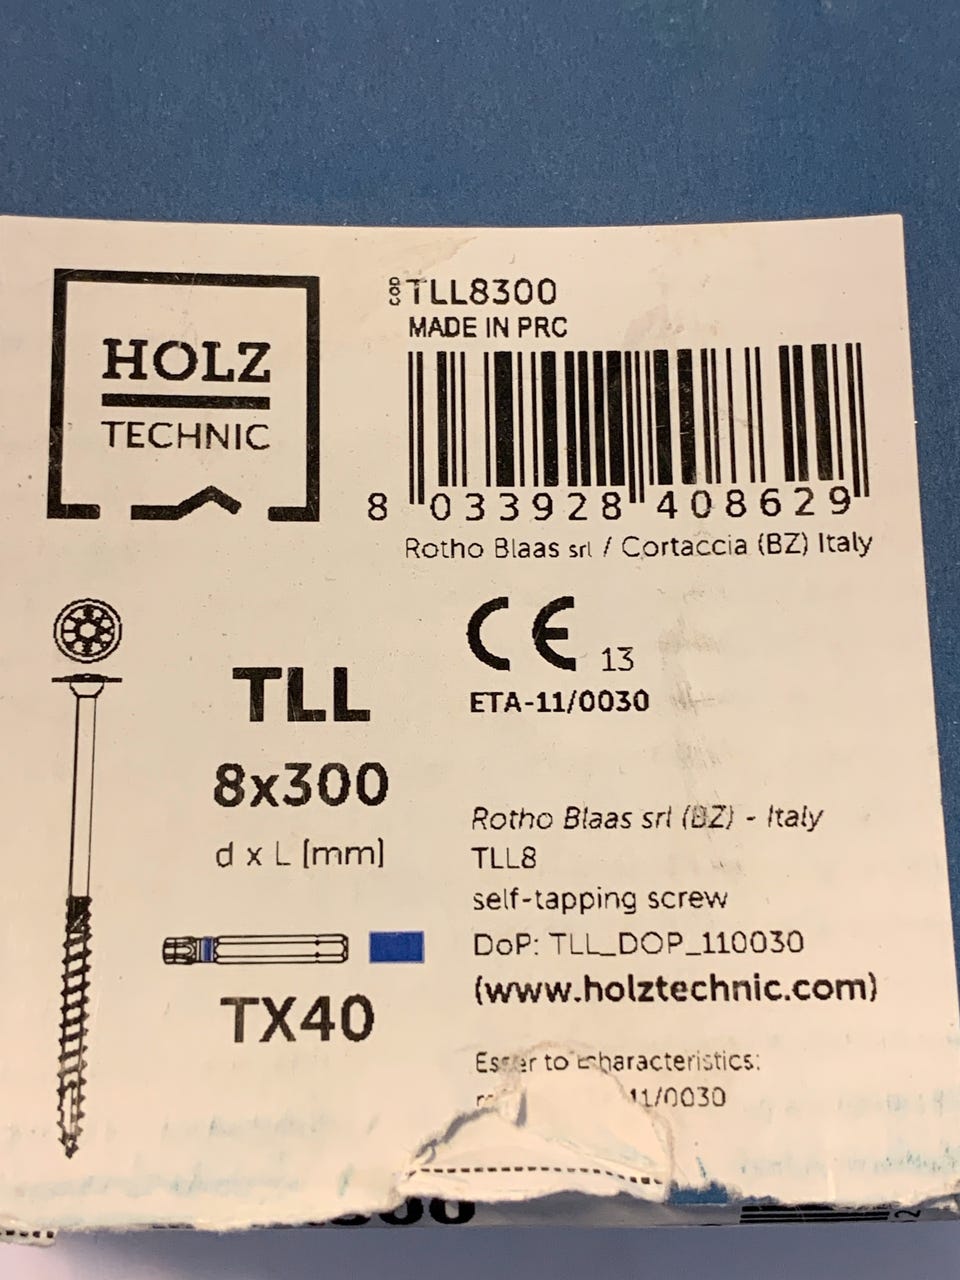 HOLZ
TECHNIC
COD
TLL8300
MADE IN PRC
8 033928 408629
Rotho Blaas srl / Cortaccia (BZ) Italy
CE 13
ETA-11/0030
TLL
8x300
d x L [mm]
TX40
Rotho Blaas srl (BZ) - Italy
TLL8
self-tapping screw
DoP: TLL_DOP_110030
(www.holztechnic.com)
characteristics:
11/0030